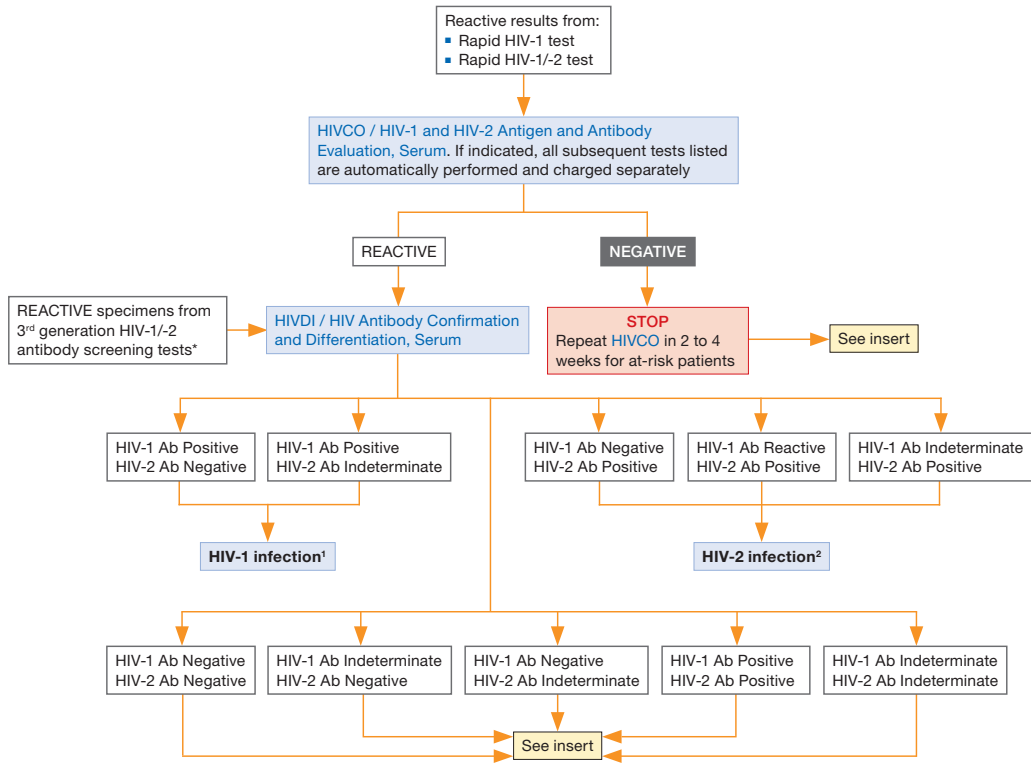 Reactive results from:
▪ Rapid HIV-1 test
▪ Rapid HIV-1/-2 test
HIVCO / HIV-1 and HIV-2 Antigen and Antibody
Evaluation, Serum. If indicated, all subsequent tests listed
are automatically performed and charged separately
REACTIVE
NEGATIVE
REACTIVE specimens from
3rd generation HIV-1/-2
antibody screening tests*
HIVDI / HIV Antibody Confirmation
and Differentiation, Serum
STOP
Repeat HIVCO in 2 to 4
weeks for at-risk patients
See insert
HIV-1 Ab Positive
HIV-2 Ab Negative
HIV-1 Ab Positive
HIV-2 Ab Indeterminate
HIV-1 Ab Negative
HIV-2 Ab Positive
HIV-1 Ab Reactive
HIV-2 Ab Positive
HIV-1 Ab Indeterminate
HIV-2 Ab Positive
HIV-1 infection¹
HIV-2 infection²
HIV-1 Ab Negative
HIV-2 Ab Negative
HIV-1 Ab Indeterminate
HIV-2 Ab Negative
HIV-1 Ab Negative
HIV-2 Ab Indeterminate
HIV-1 Ab Positive
HIV-2 Ab Positive
HIV-1 Ab Indeterminate
HIV-2 Ab Indeterminate
See insert